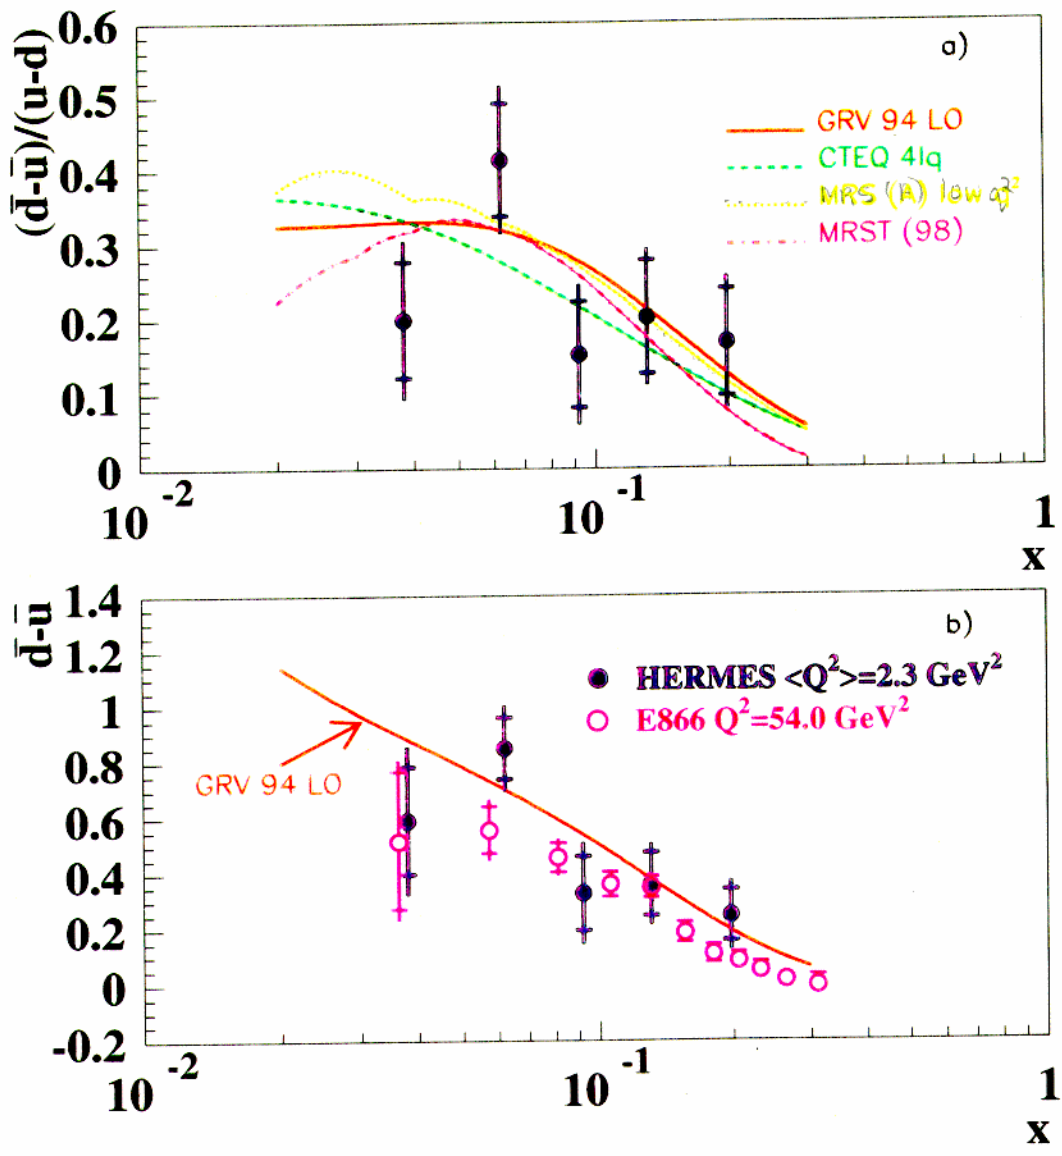 (d̅-u̅)/(u-d)
0.6
0.5
0.4
0.3
0.2
0.1
0
a)
GRV 94 LO
CTEQ 4lq
MRS (A) low q²
MRST (98)
10⁻²
10⁻¹
1
x
d̅-u̅
1.4
1.2
1
0.8
0.6
0.4
0.2
0
-0.2
b)
HERMES <Q²>=2.3 GeV²
E866 Q²=54.0 GeV²
GRV 94 LO
10⁻²
10⁻¹
1
x